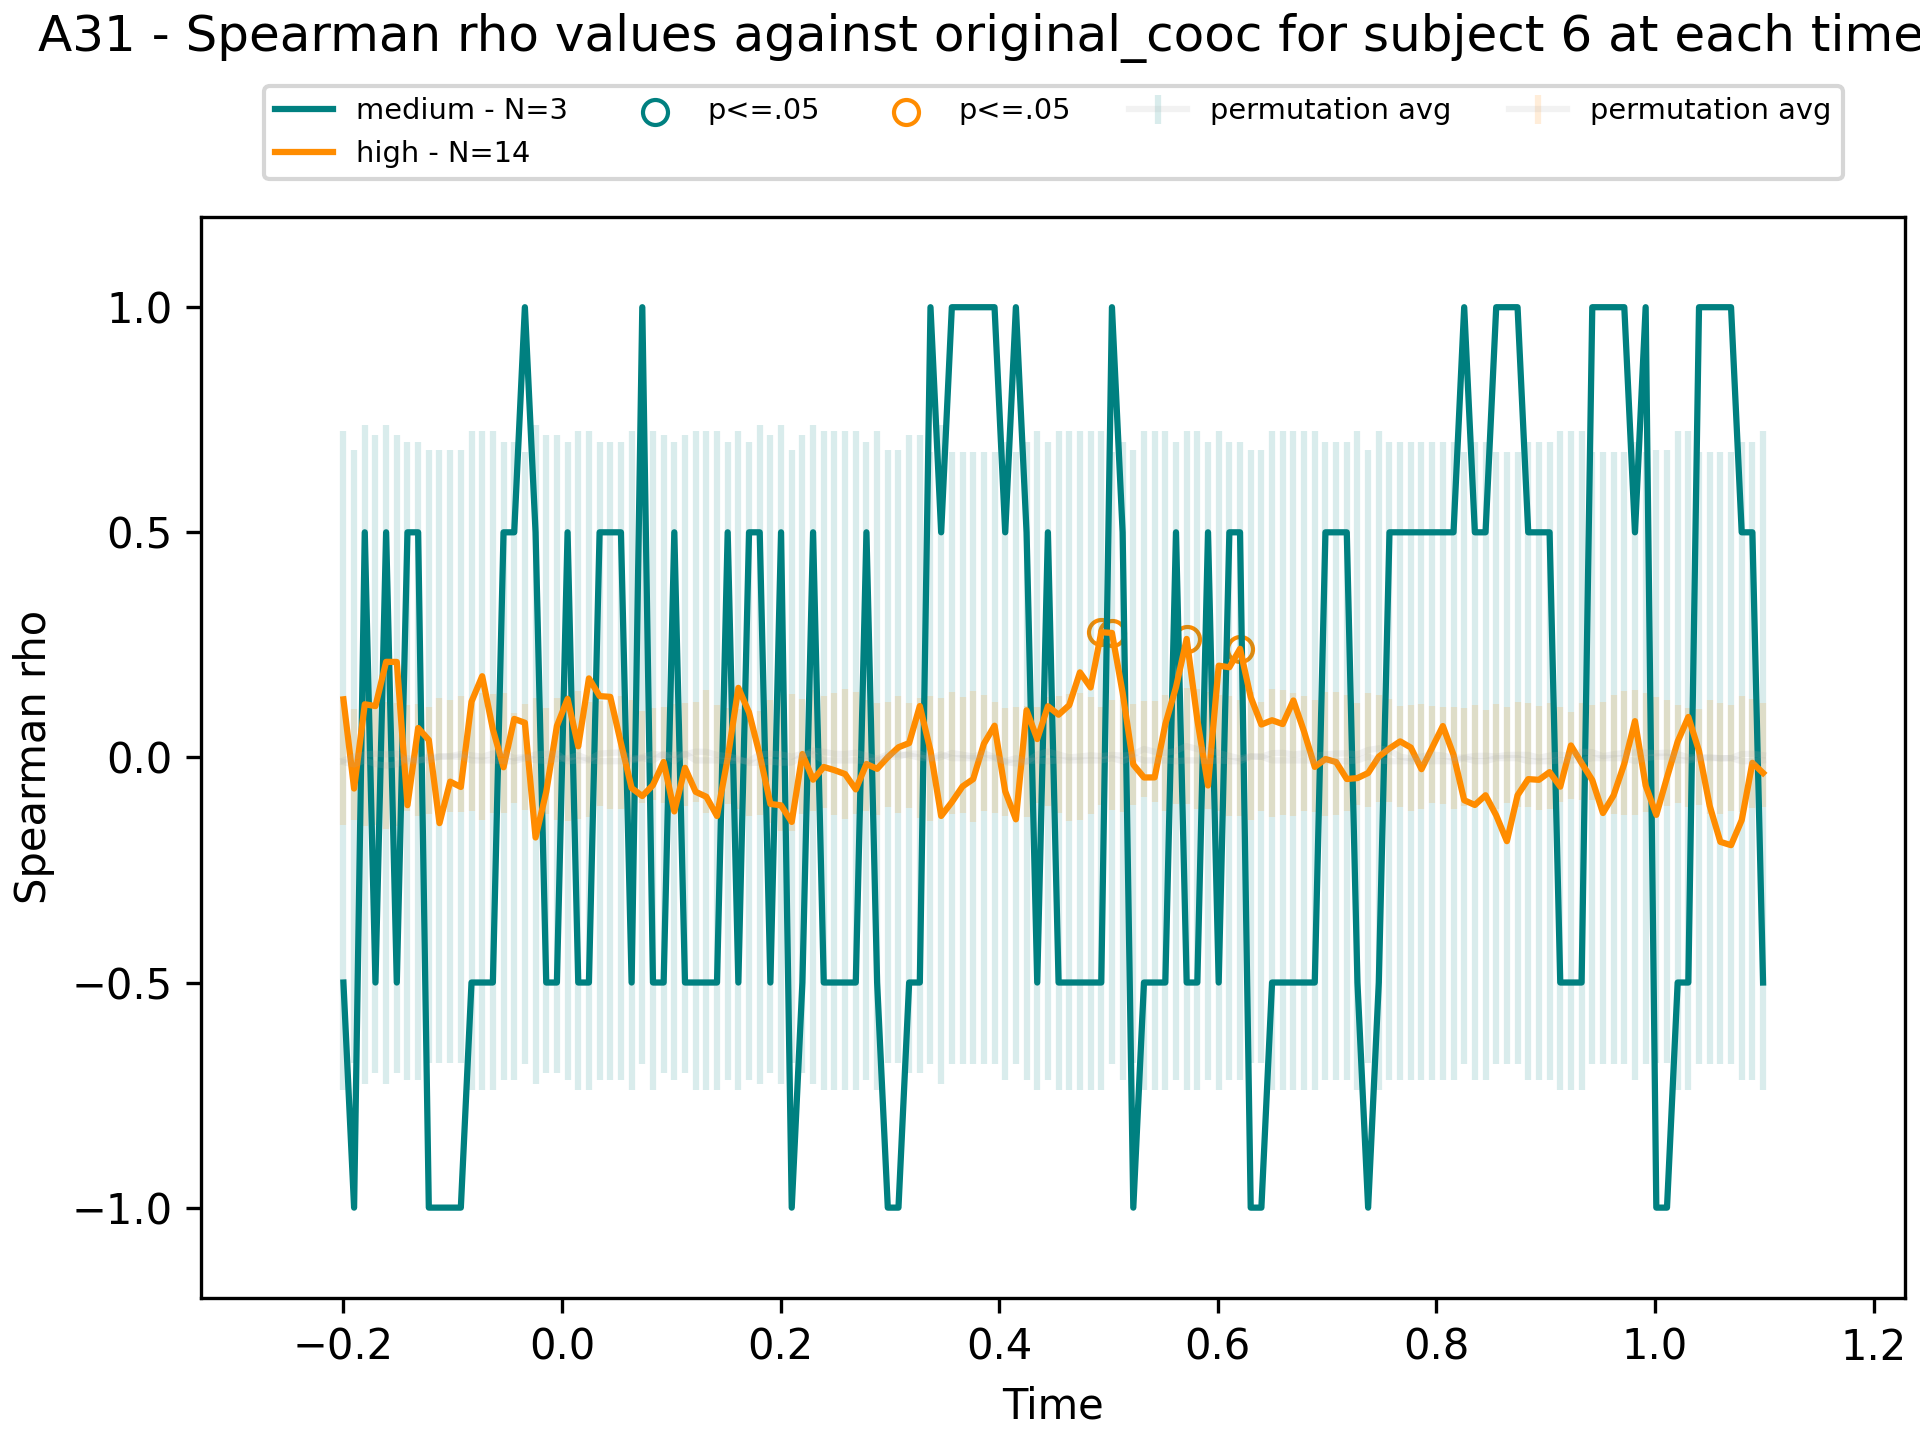 A31 - Spearman rho values against original_cooc for subject 6 at each time
medium - N=3
high - N=14
p<=.05
p<=.05
permutation avg
permutation avg
1.0
0.5
0.0
−0.5
−1.0
Spearman rho
−0.2 0.0 0.2 0.4 0.6 0.8 1.0 1.2
Time